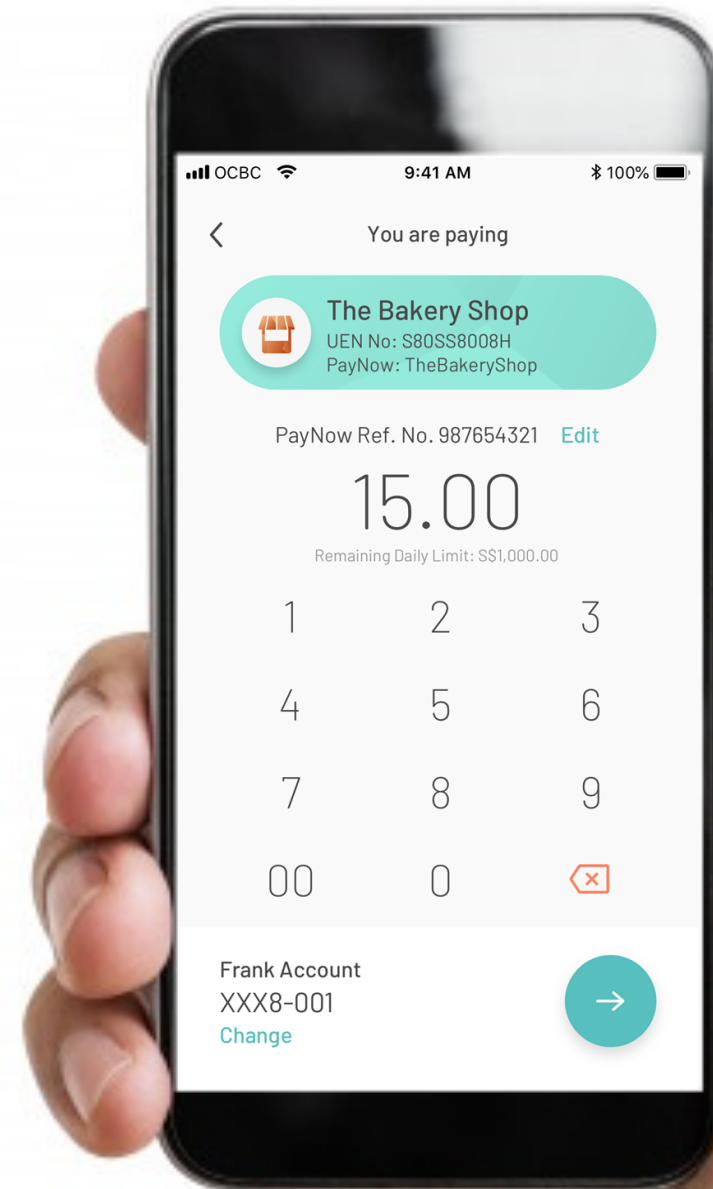 OCBC 9:41 AM 100%
You are paying
The Bakery Shop
UEN No: S80SS8008H
PayNow: TheBakeryShop
PayNow Ref. No. 987654321 Edit
15.00
Remaining Daily Limit: S$1,000.00
1 2 3
4 5 6
7 8 9
00 0
Frank Account
XXX8-001
Change